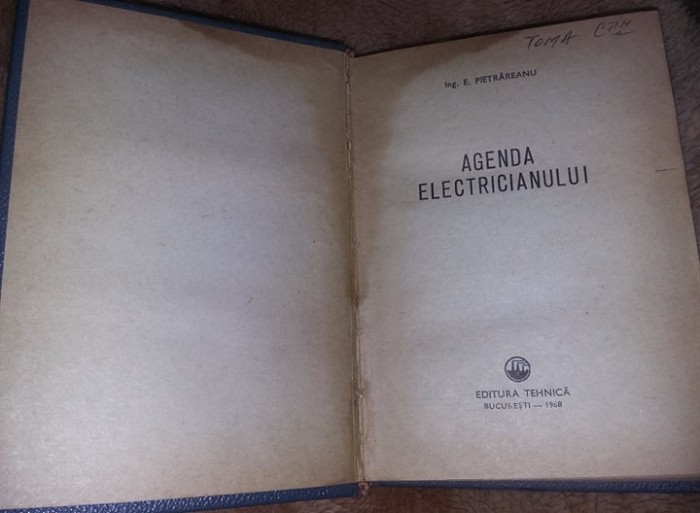 TOMA
Ing. E. PIETRĂREANU
AGENDA
ELECTRICIANULUI
EDITURA TEHNICĂ
BUCUREȘTI — 1968